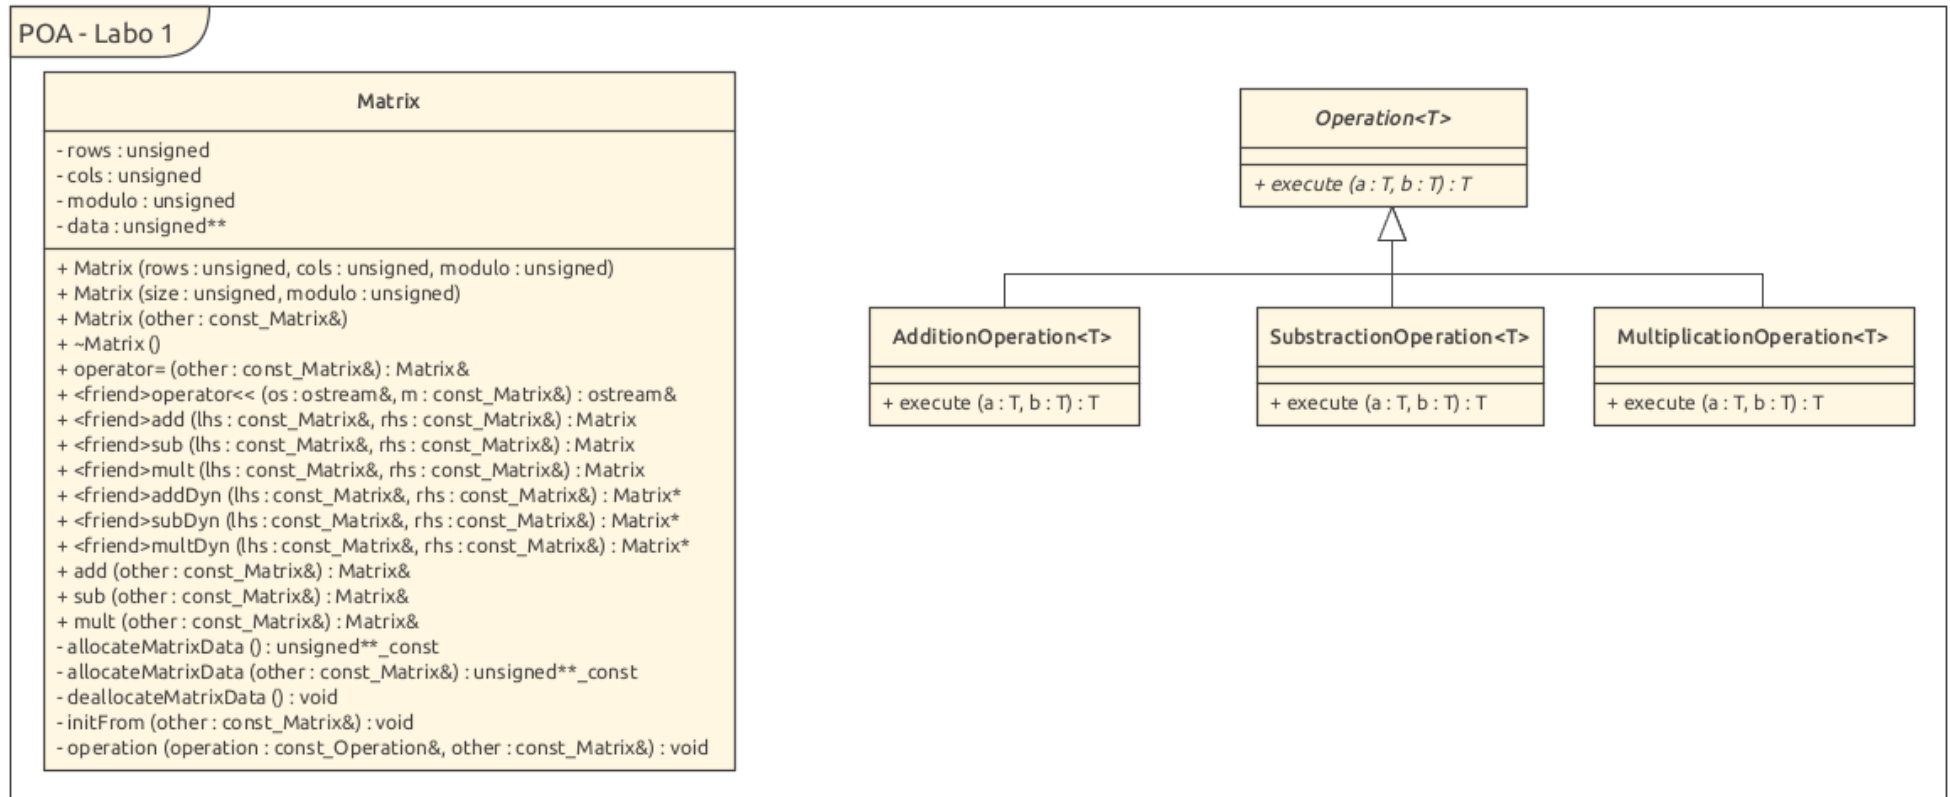 POA - Labo 1
Matrix
- rows : unsigned
- cols : unsigned
- modulo : unsigned
- data : unsigned**
+ Matrix (rows : unsigned, cols : unsigned, modulo : unsigned)
+ Matrix (size : unsigned, modulo : unsigned)
+ Matrix (other : const_Matrix&)
+ ~Matrix ()
+ operator= (other : const_Matrix&) : Matrix&
+ <friend>operator<< (os : ostream&, m : const_Matrix&) : ostream&
+ <friend>add (lhs : const_Matrix&, rhs : const_Matrix&) : Matrix
+ <friend>sub (lhs : const_Matrix&, rhs : const_Matrix&) : Matrix
+ <friend>mult (lhs : const_Matrix&, rhs : const_Matrix&) : Matrix
+ <friend>addDyn (lhs : const_Matrix&, rhs : const_Matrix&) : Matrix*
+ <friend>subDyn (lhs : const_Matrix&, rhs : const_Matrix&) : Matrix*
+ <friend>multDyn (lhs : const_Matrix&, rhs : const_Matrix&) : Matrix*
+ add (other : const_Matrix&) : Matrix&
+ sub (other : const_Matrix&) : Matrix&
+ mult (other : const_Matrix&) : Matrix&
- allocateMatrixData () : unsigned**_const
- allocateMatrixData (other : const_Matrix&) : unsigned**_const
- deallocateMatrixData () : void
- initFrom (other : const_Matrix&) : void
- operation (operation : const_Operation&, other : const_Matrix&) : void
Operation<T>
+ execute (a : T, b : T) : T
AdditionOperation<T>
+ execute (a : T, b : T) : T
SubstractionOperation<T>
+ execute (a : T, b : T) : T
MultiplicationOperation<T>
+ execute (a : T, b : T) : T